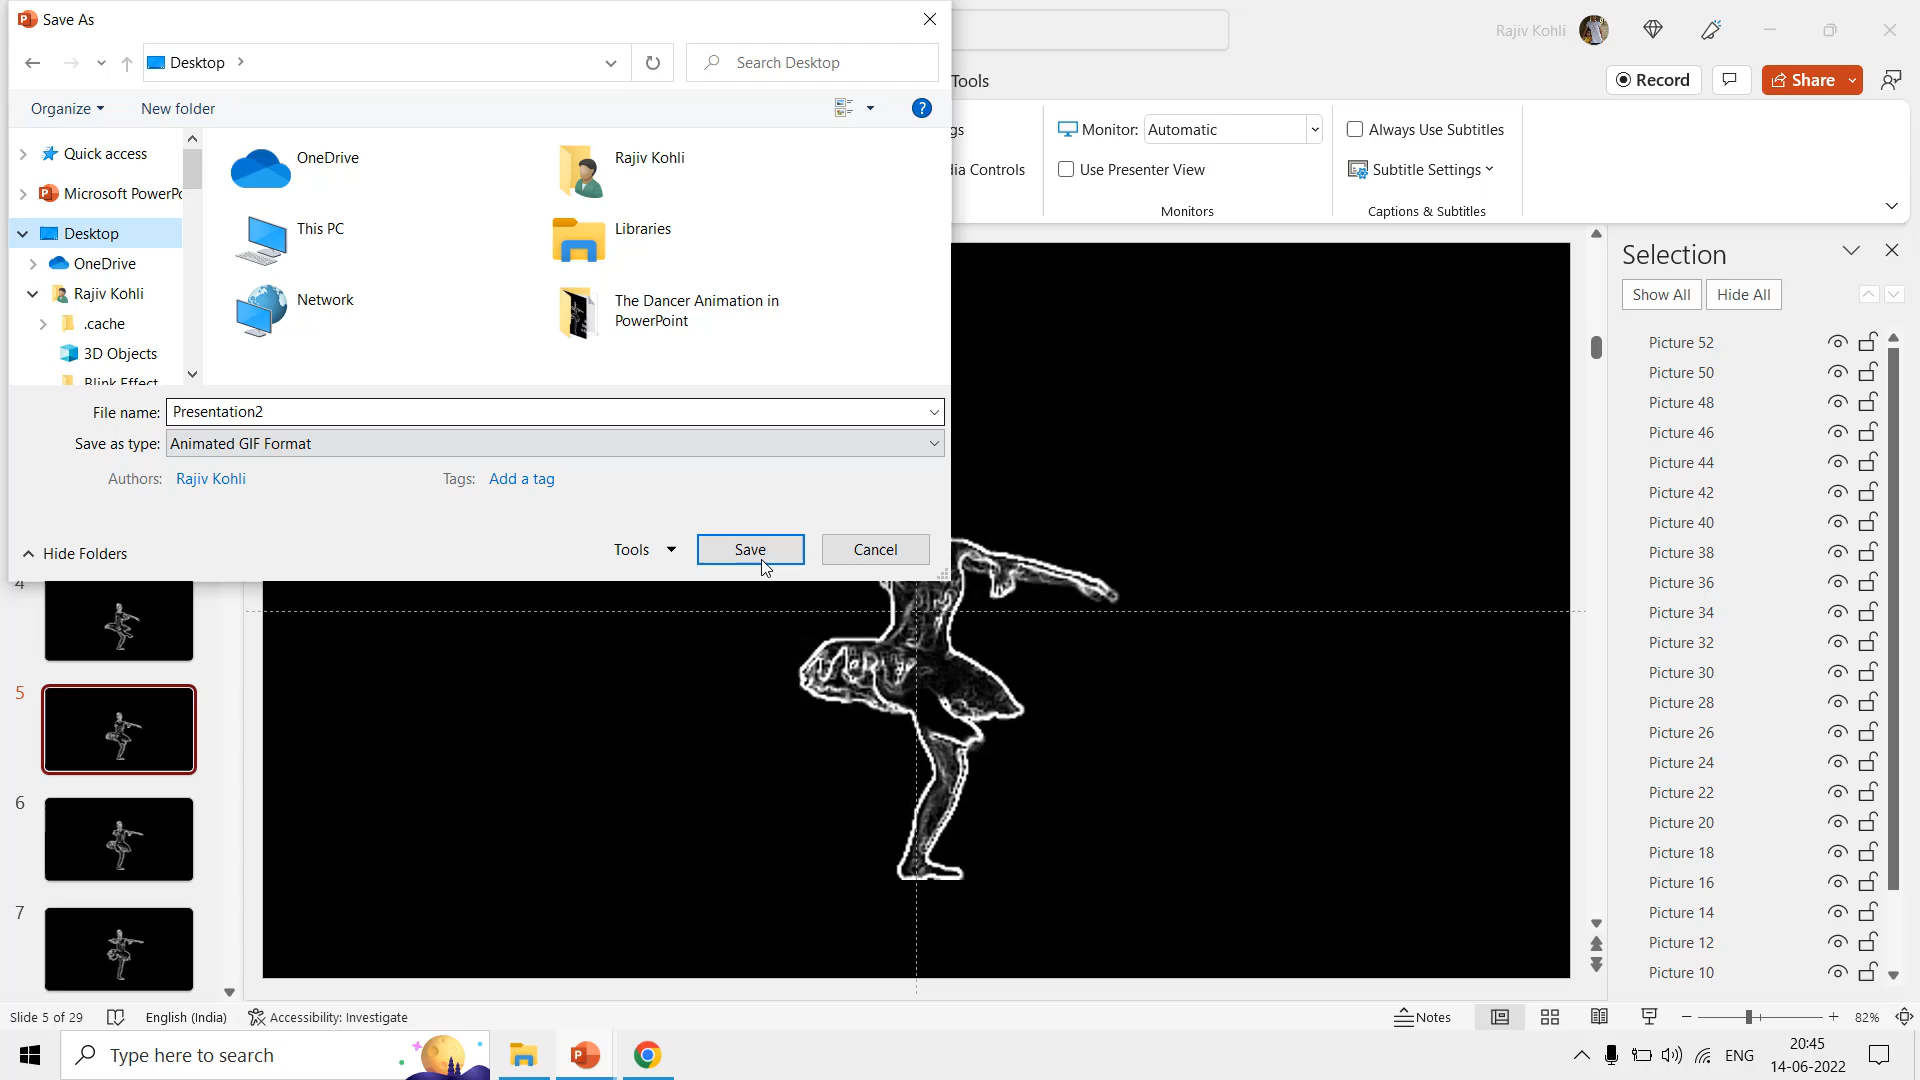 Save As
Desktop
Search Desktop
Organize
New folder
Quick access
Microsoft PowerPo
Desktop
OneDrive
Rajiv Kohli
.cache
3D Objects
Blink Effect
OneDrive
Rajiv Kohli
This PC
Libraries
Network
The Dancer Animation in
PowerPoint
File name: Presentation2
Save as type: Animated GIF Format
Authors: Rajiv Kohli
Tags: Add a tag
Hide Folders
Tools
Save
Cancel
Rajiv Kohli
Tools
Record
Share
gs
ia Controls
Monitor: Automatic
Use Presenter View
Monitors
Always Use Subtitles
Subtitle Settings
Captions & Subtitles
Selection
Show All
Hide All
Picture 52
Picture 50
Picture 48
Picture 46
Picture 44
Picture 42
Picture 40
Picture 38
Picture 36
Picture 34
Picture 32
Picture 30
Picture 28
Picture 26
Picture 24
Picture 22
Picture 20
Picture 18
Picture 16
Picture 14
Picture 12
Picture 10
4
5
6
7
Slide 5 of 29
English (India)
Accessibility: Investigate
Notes
82%
Type here to search
ENG
20:45
14-06-2022